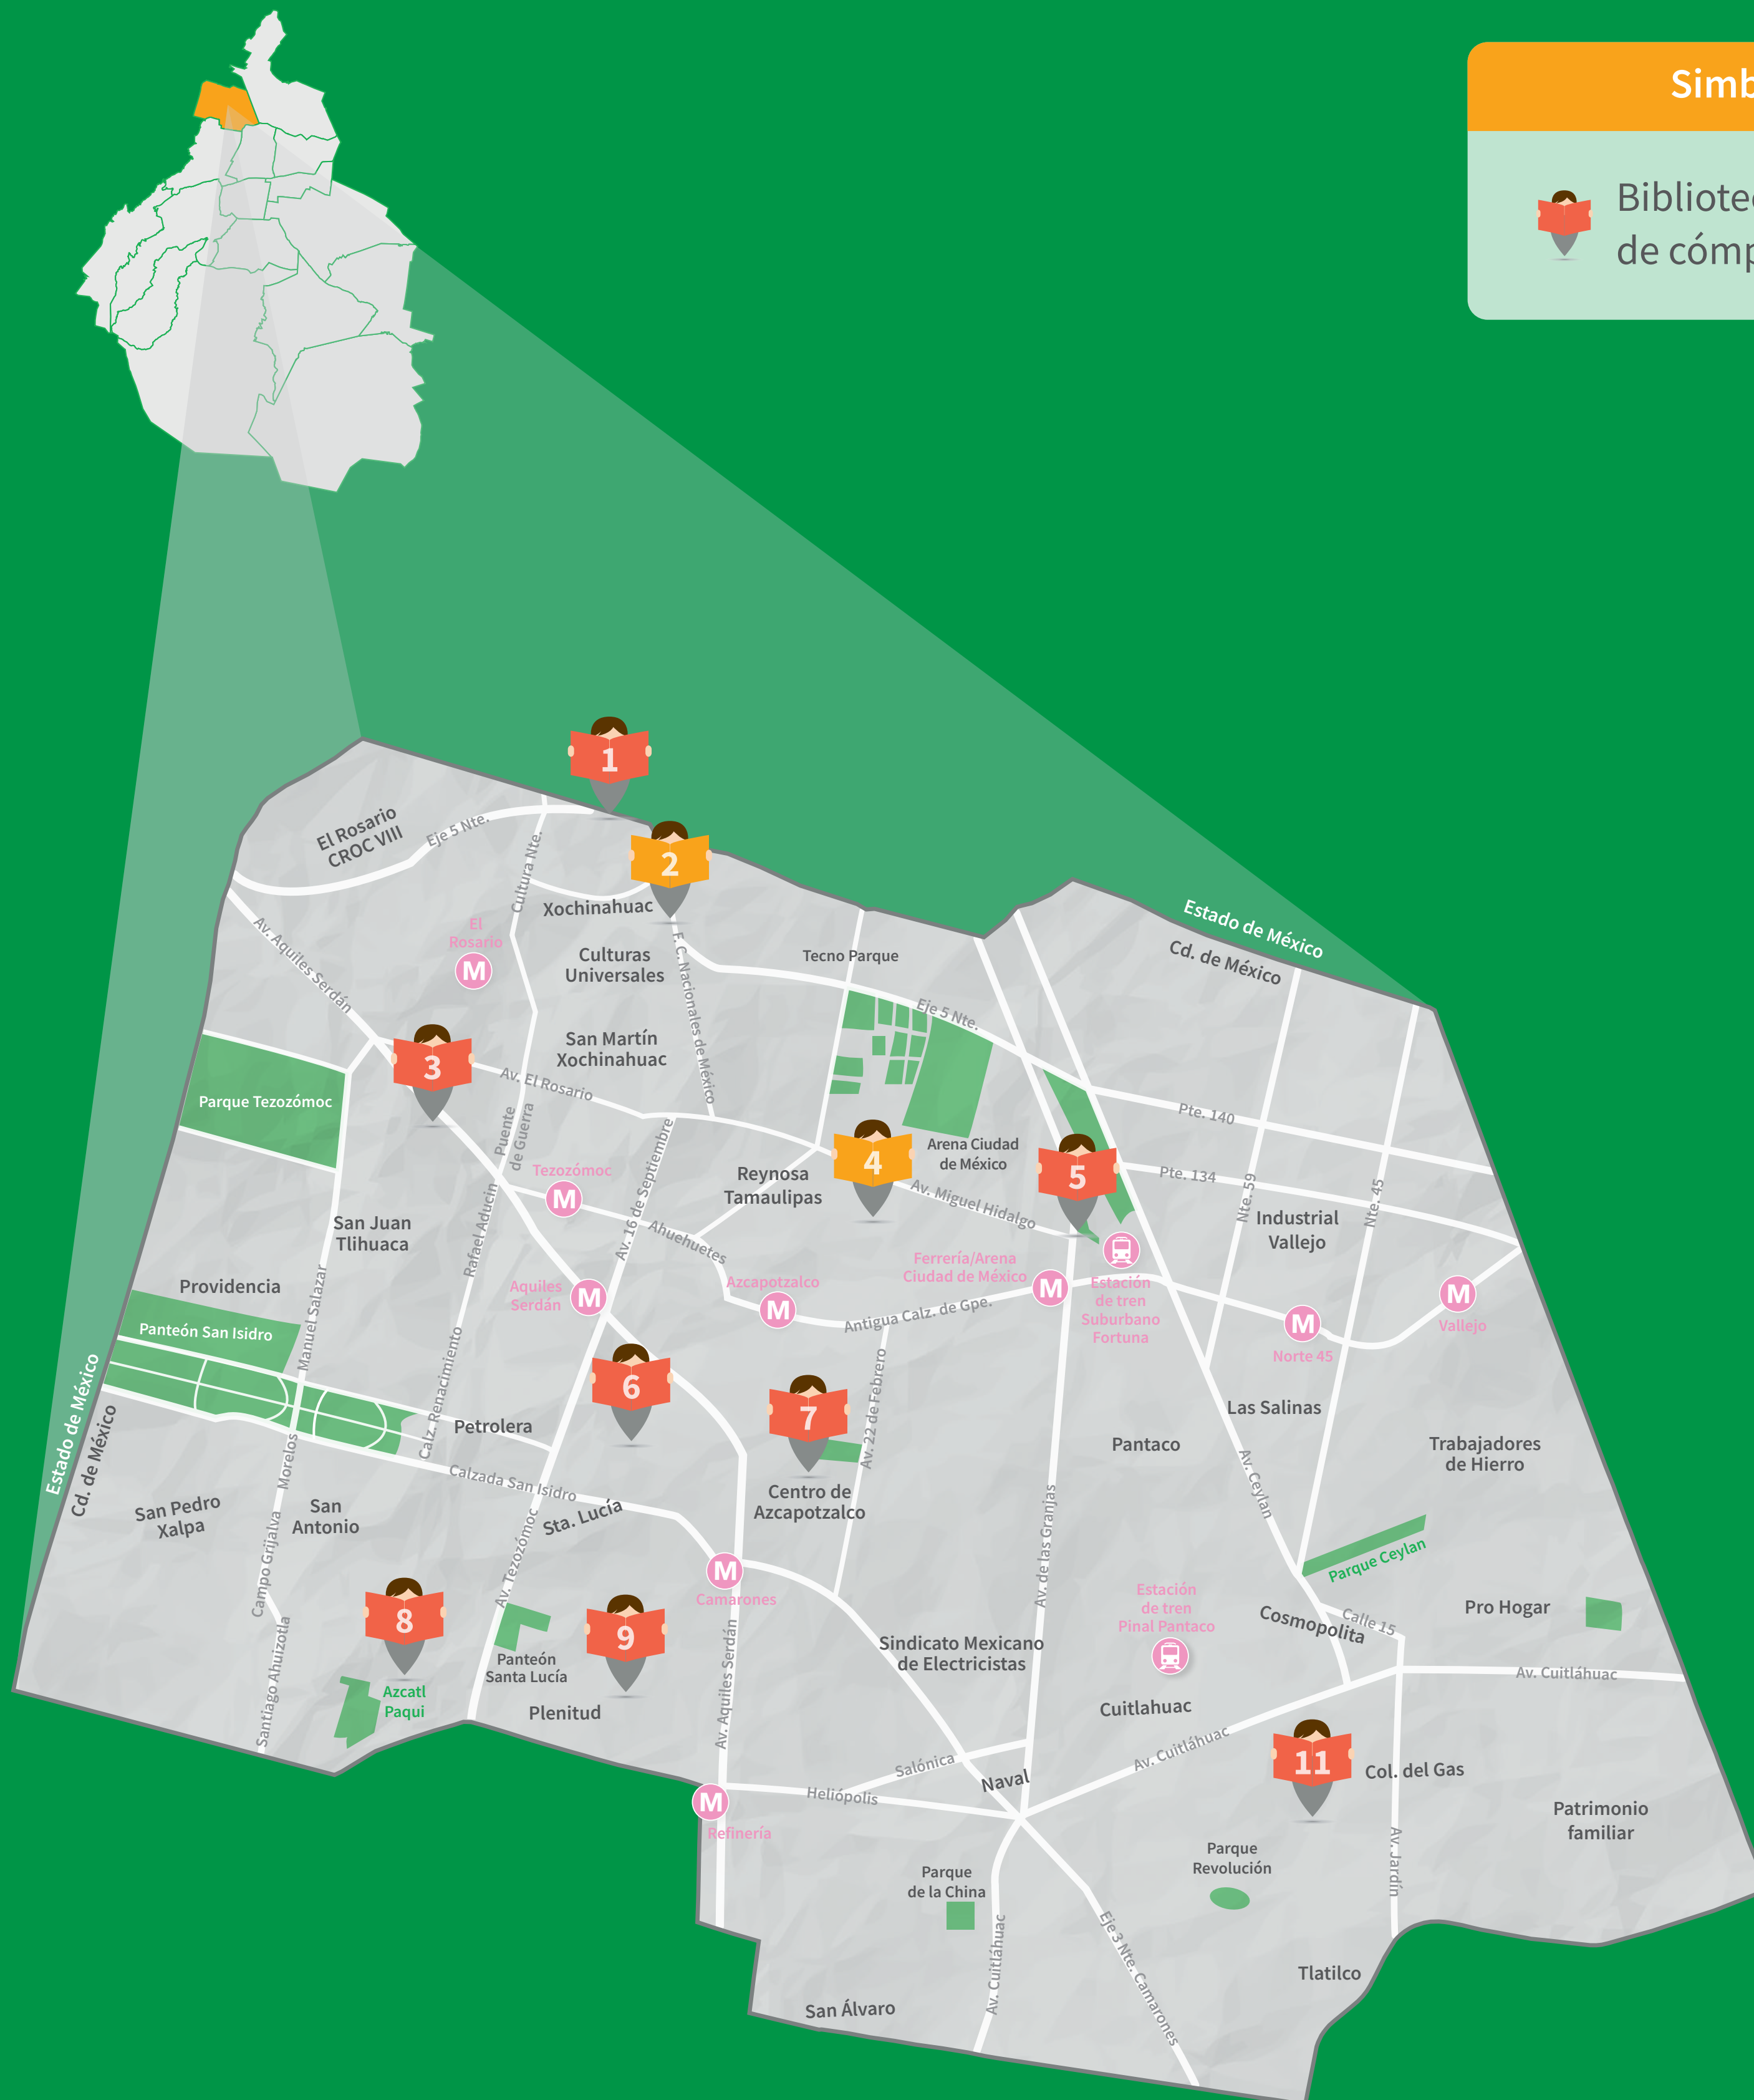 Simb
Bibliotec
de cómp
1
2
El Rosario
CROC VIII
Eje 5 Nte.
Cultura Nte.
Xochinahuac
Estado de México
Cd. de México
El
Rosario
M
Av. Aquiles Serdán
Culturas
Universales
F. C. Nacionales de México
Tecno Parque
Eje 5 Nte.
3
San Martín
Xochinahuac
Av. El Rosario
Parque Tezozómoc
Puente
de Guerra
Pte. 140
4
Arena Ciudad
de México
5
Pte. 134
Tezozómoc
M
Reynosa
Tamaulipas
Av. Miguel Hidalgo
Av. 16 de Septiembre
Ahuehuetes
Nte. 59
Nte. 45
Industrial
Vallejo
San Juan
Tlihuaca
Rafael Aducin
Ferrería/Arena
Ciudad de México
M
Estación
de tren
Suburbano
Fortuna
Providencia
Aquiles
Serdán
M
Azcapotzalco
M
Antigua Calz. de Gpe.
M
Vallejo
M
Norte 45
Panteón San Isidro
Manuel Salazar
Estado de México
Cd. de México
Calz. Renacimiento
6
7
Av. 22 de Febrero
Las Salinas
Petrolera
Pantaco
Trabajadores
de Hierro
Morelos
Calzada San Isidro
Av. Ceylan
San Pedro
Xalpa
San
Antonio
Sta. Lucía
Centro de
Azcapotzalco
Av. de las Granjas
Campo Grijalva
Av. Tezozómoc
M
Camarones
Parque Ceylan
Estación
de tren
Pinal Pantaco
8
9
Cosmopolita
Calle 15
Pro Hogar
Sindicato Mexicano
de Electricistas
Panteón
Santa Lucía
Av. Cuitláhuac
Santiago Ahuizotla
Azcatl
Paqui
Plenitud
Av. Aquiles Serdán
Cuitlahuac
Av. Cuitláhuac
11
Col. del Gas
Salónica
Naval
Heliópolis
M
Refinería
Patrimonio
familiar
Parque
Revolución
Av. Jardín
Parque
de la China
Av. Cuitláhuac
Eje 3 Nte. Camarones
Tlatilco
San Álvaro